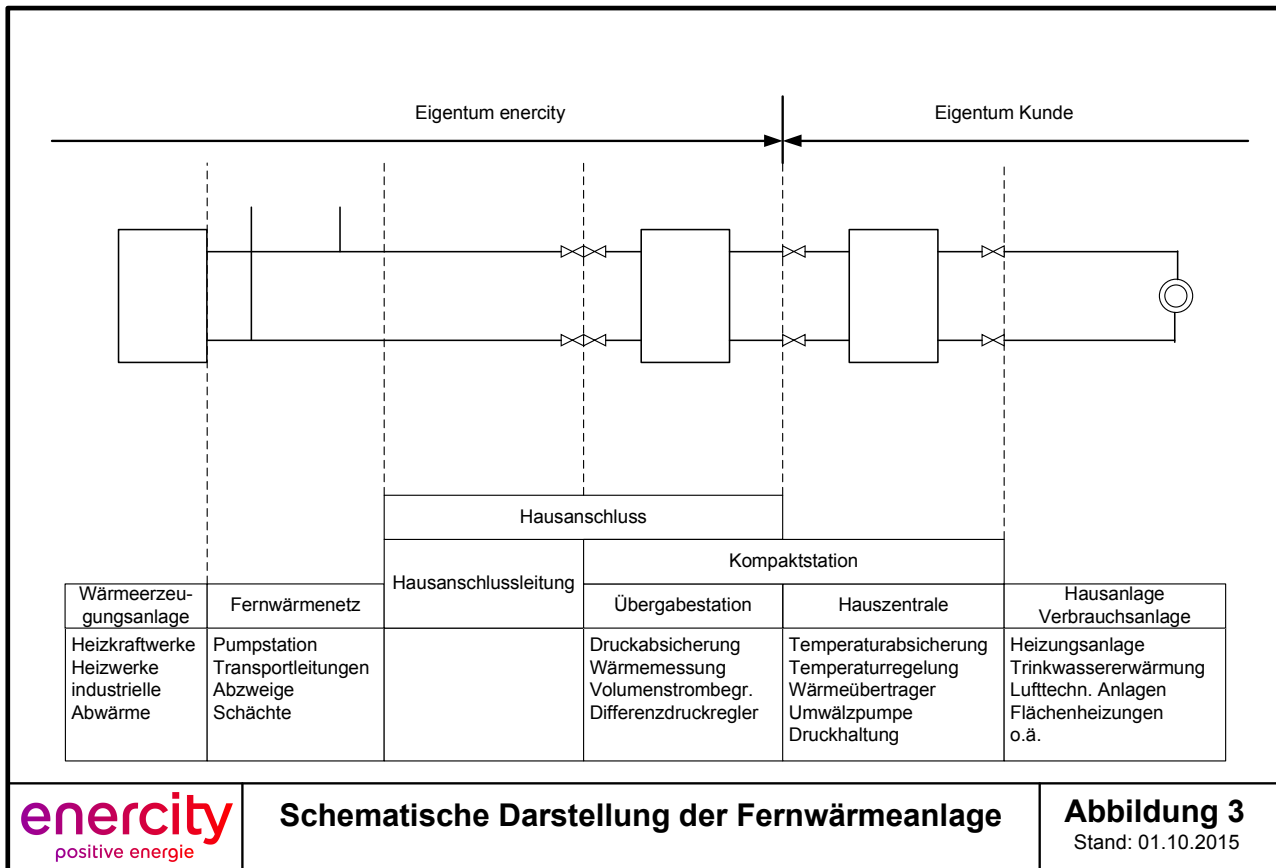 Eigentum enercity
Eigentum Kunde
Hausanschluss
Hausanschlussleitung
Kompaktstation
Wärmeerzeu-
gungsanlage
Fernwärmenetz
Übergabestation
Hauszentrale
Hausanlage
Verbrauchsanlage
Heizkraftwerke
Heizwerke
industrielle
Abwärme
Pumpstation
Transportleitungen
Abzweige
Schächte
Druckabsicherung
Wärmemessung
Volumenstrombegr.
Differenzdruckregler
Temperaturabsicherung
Temperaturregelung
Wärmeübertrager
Umwälzpumpe
Druckhaltung
Heizungsanlage
Trinkwassererwärmung
Lufttechn. Anlagen
Flächenheizungen
o.ä.
enercity
positive energie
Schematische Darstellung der Fernwärmeanlage
Abbildung 3
Stand: 01.10.2015